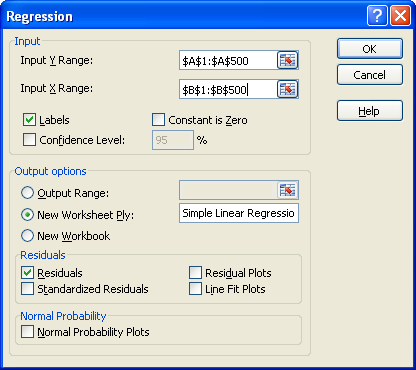 Regression
Input
Input Y Range: $A$1:$A$500
Input X Range: $B$1:$B$500
Labels Constant is Zero
Confidence Level: 95 %
OK
Cancel
Help
Output options
Output Range:
New Worksheet Ply: Simple Linear Regressio
New Workbook
Residuals
Residuals Residual Plots
Standardized Residuals Line Fit Plots
Normal Probability
Normal Probability Plots